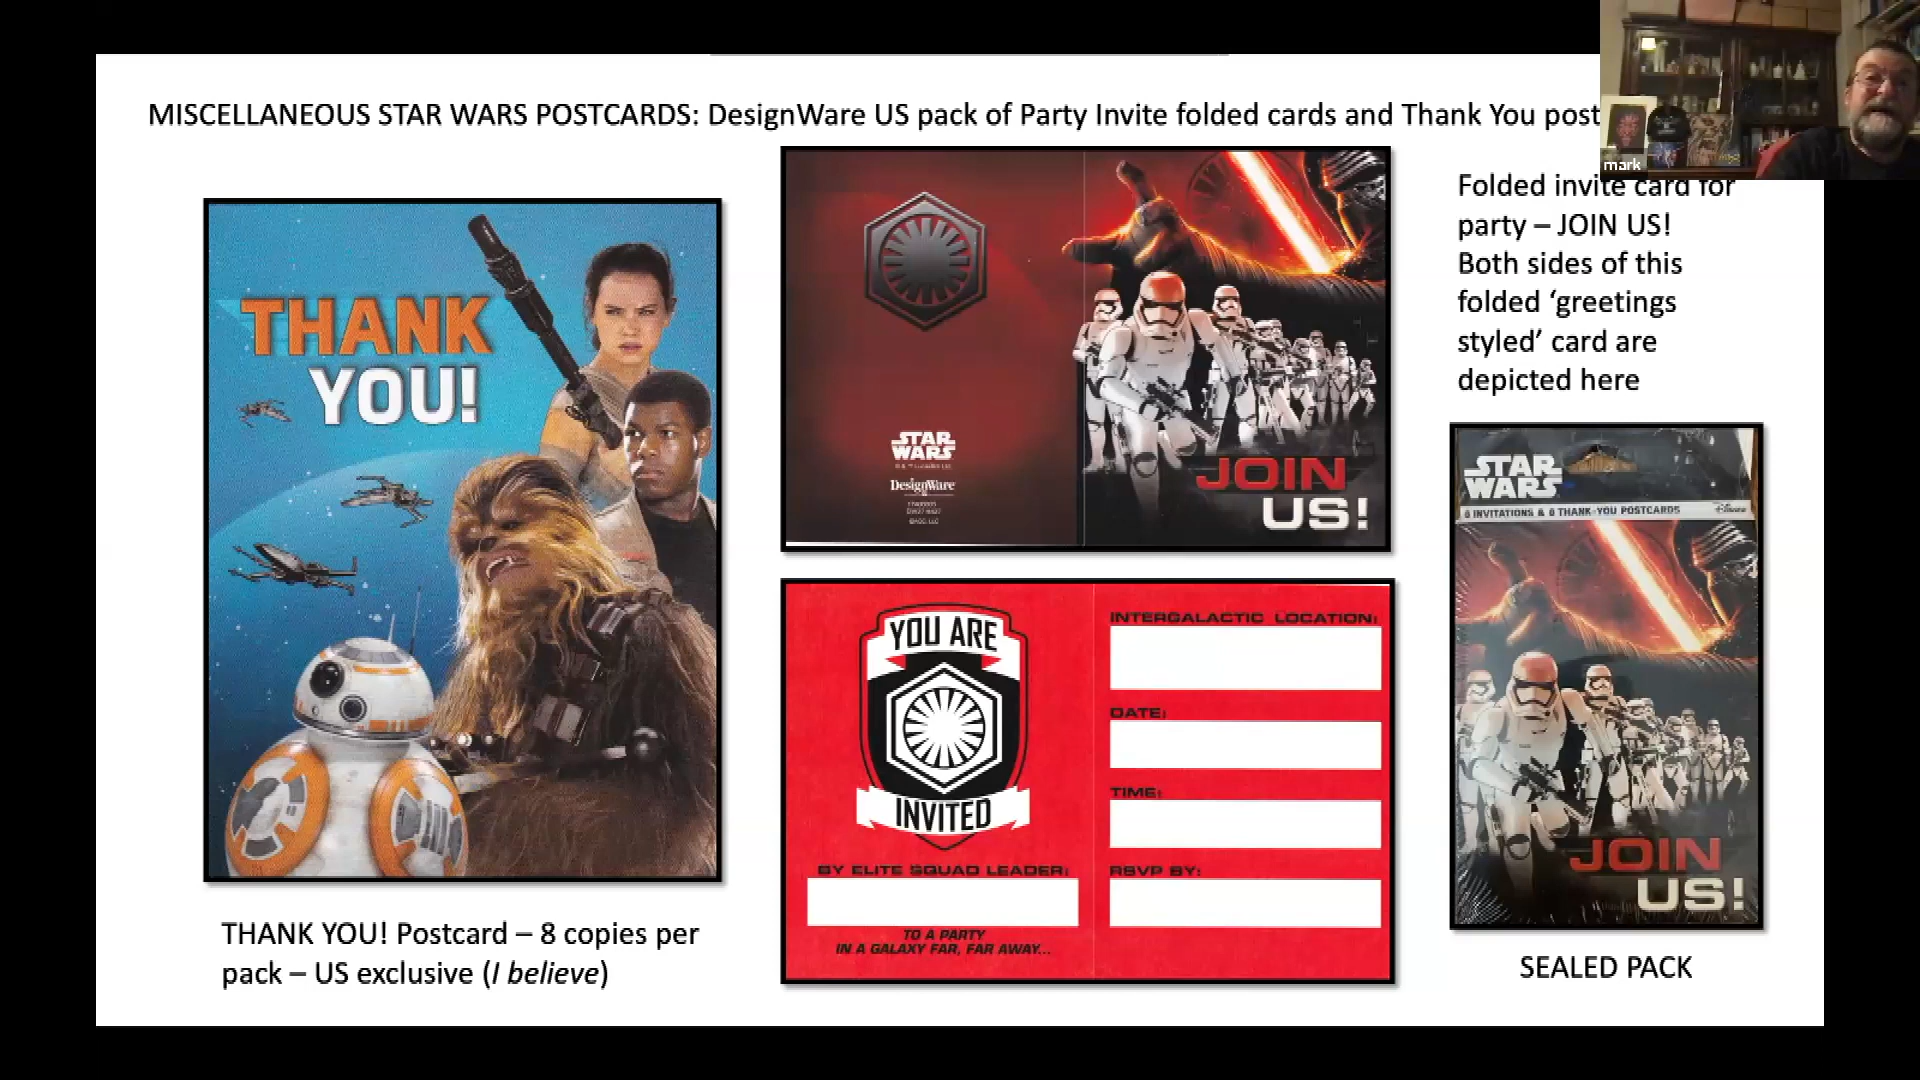 MISCELLANEOUS STAR WARS POSTCARDS: DesignWare US pack of Party Invite folded cards and Thank You post
mark
THANK
YOU!
THANK YOU! Postcard – 8 copies per
pack – US exclusive (I believe)
STAR
WARS
DesignWare
JOIN
US!
YOU ARE
INVITED
BY ELITE SQUAD LEADER:
TO A PARTY
IN A GALAXY FAR, FAR AWAY...
INTERGALACTIC LOCATION:
DATE:
TIME:
RSVP BY:
Folded invite card for
party – JOIN US!
Both sides of this
folded ‘greetings
styled’ card are
depicted here
STAR
WARS
8 INVITATIONS & 8 THANK-YOU POSTCARDS
JOIN
US!
SEALED PACK